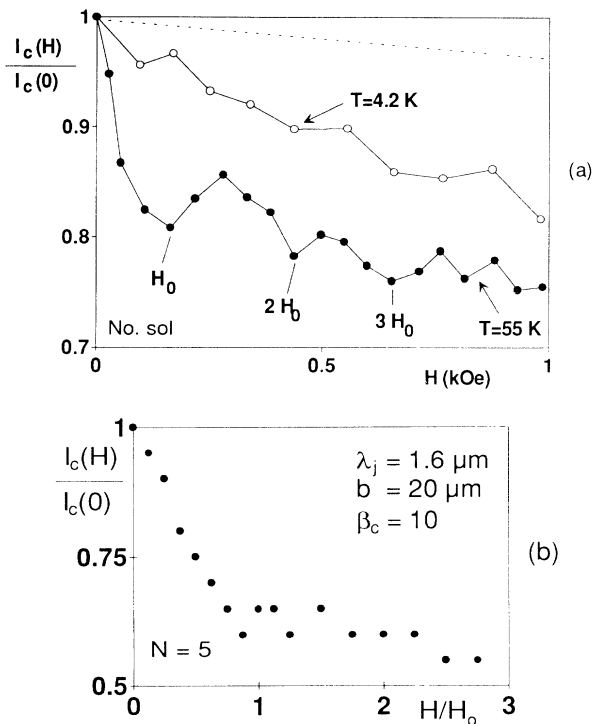 I_c(H)
I_c(0)
1
0.9
0.8
0.7
T=4.2 K
(a)
H_0
2 H_0
3 H_0
T=55 K
No. sol
0
0.5
1
H (kOe)
I_c(H)
I_c(0)
1
0.75
0.5
λ_j = 1.6 μm
b = 20 μm
β_c = 10
(b)
N = 5
0
1
2
3
H/H_o